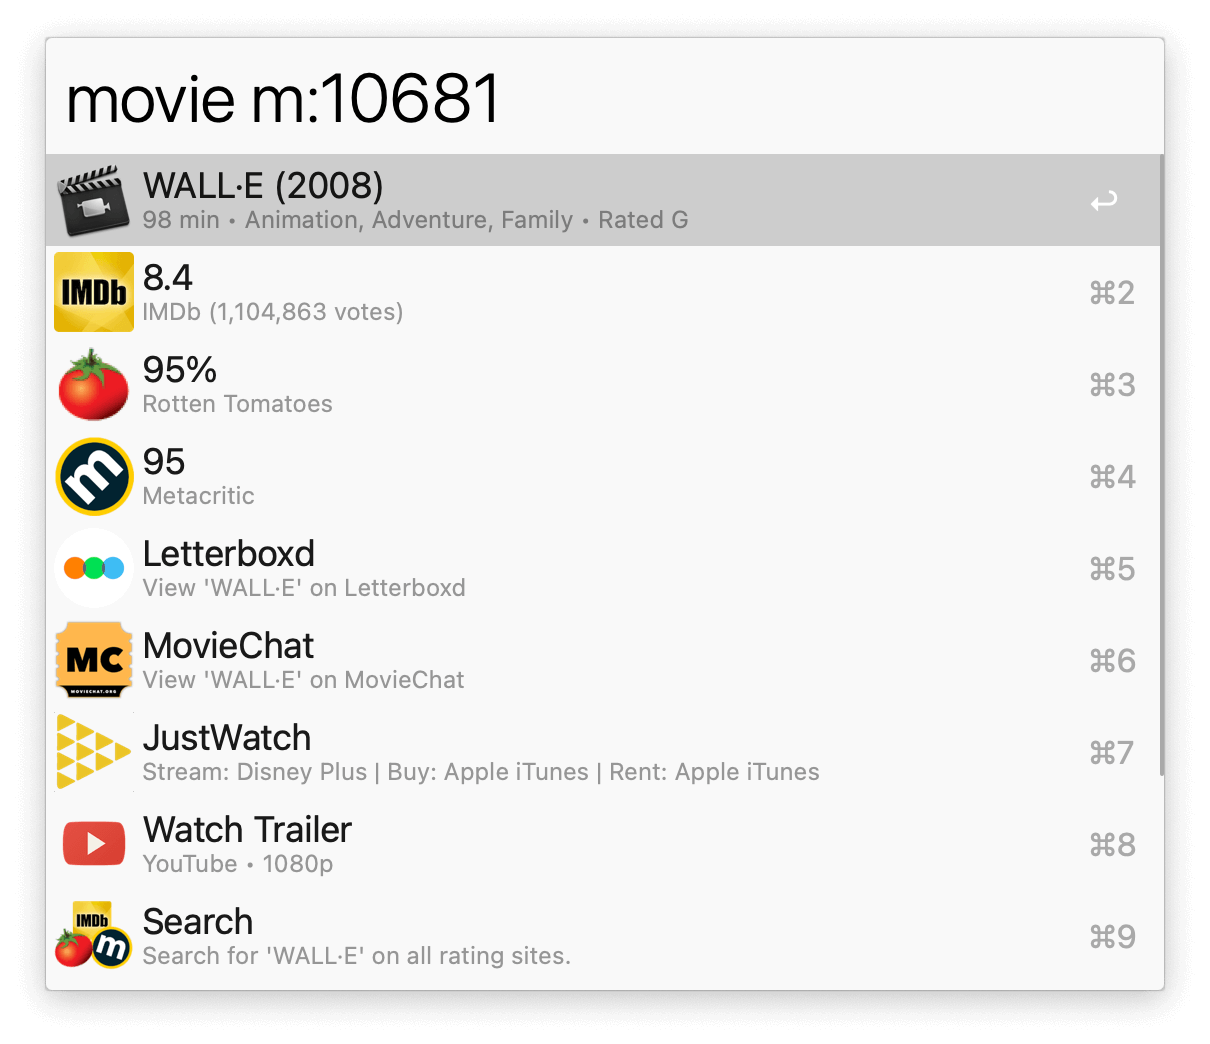 movie m:10681
WALL·E (2008)
98 min • Animation, Adventure, Family • Rated G
IMDb
8.4
IMDb (1,104,863 votes)
⌘2
95%
Rotten Tomatoes
⌘3
m
95
Metacritic
⌘4
Letterboxd
View 'WALL·E' on Letterboxd
⌘5
MC
MOVIECHAT.ORG
MovieChat
View 'WALL·E' on MovieChat
⌘6
JustWatch
Stream: Disney Plus | Buy: Apple iTunes | Rent: Apple iTunes
⌘7
Watch Trailer
YouTube • 1080p
⌘8
IMDb
m
Search
Search for 'WALL·E' on all rating sites.
⌘9